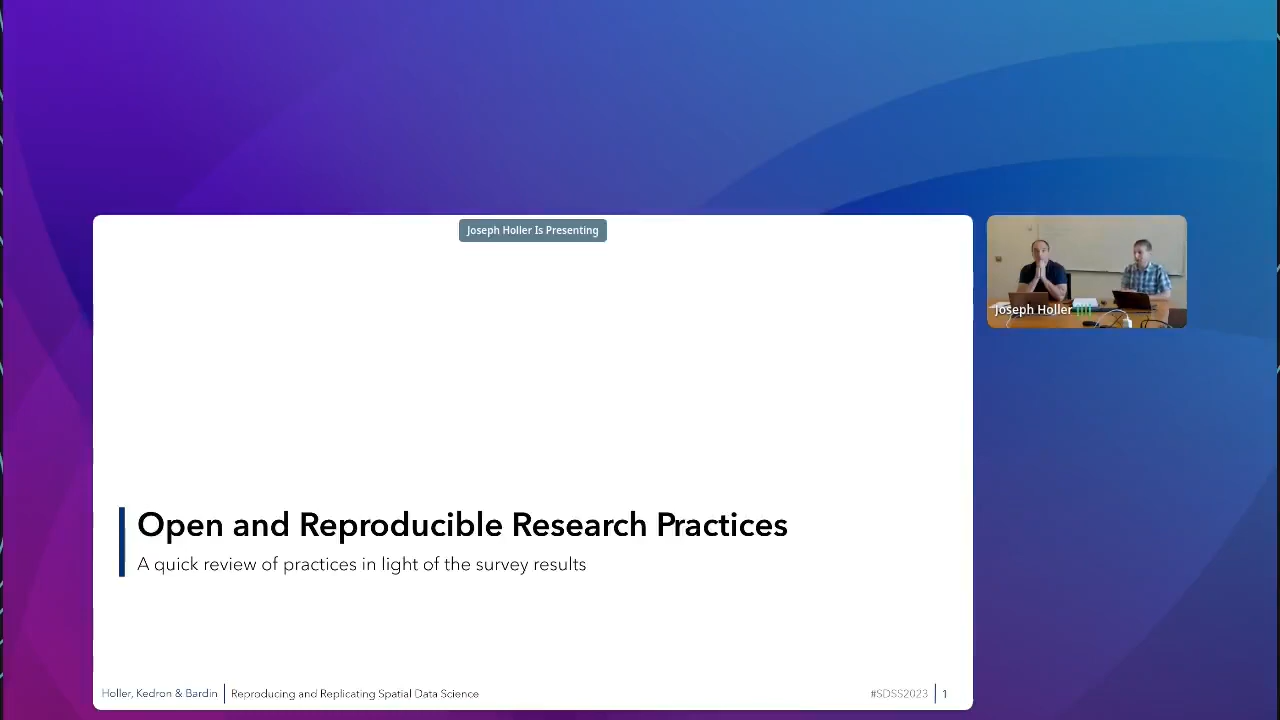 Joseph Holler Is Presenting
Joseph Holler
Open and Reproducible Research Practices
A quick review of practices in light of the survey results
Holler, Kedron & Bardin
Reproducing and Replicating Spatial Data Science
#SDSS2023
1